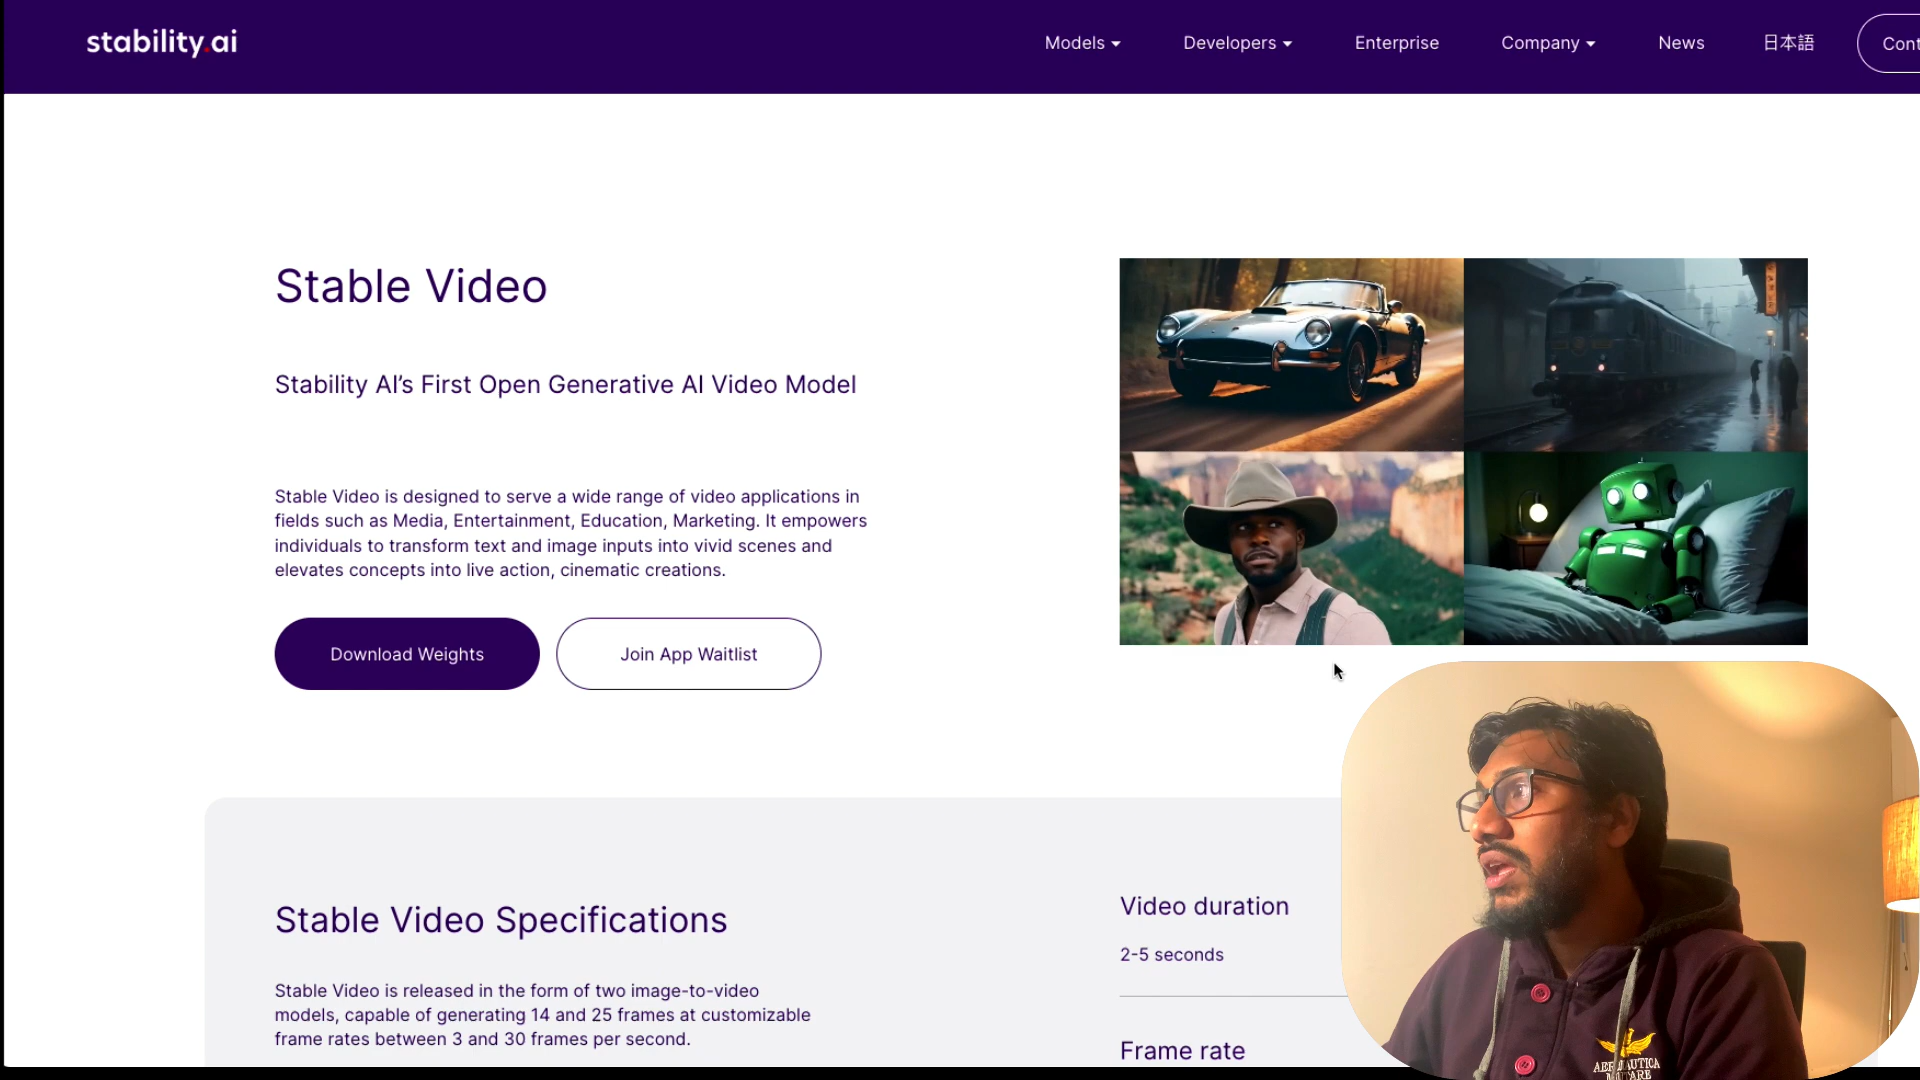 stability.ai
Models
Developers
Enterprise
Company
News
日本語
Cont
Stable Video
Stability AI’s First Open Generative AI Video Model
Stable Video is designed to serve a wide range of video applications in
fields such as Media, Entertainment, Education, Marketing. It empowers
individuals to transform text and image inputs into vivid scenes and
elevates concepts into live action, cinematic creations.
Download Weights
Join App Waitlist
Stable Video Specifications
Stable Video is released in the form of two image-to-video
models, capable of generating 14 and 25 frames at customizable
frame rates between 3 and 30 frames per second.
Video duration
2-5 seconds
Frame rate
AERONAUTICA
MILITARE